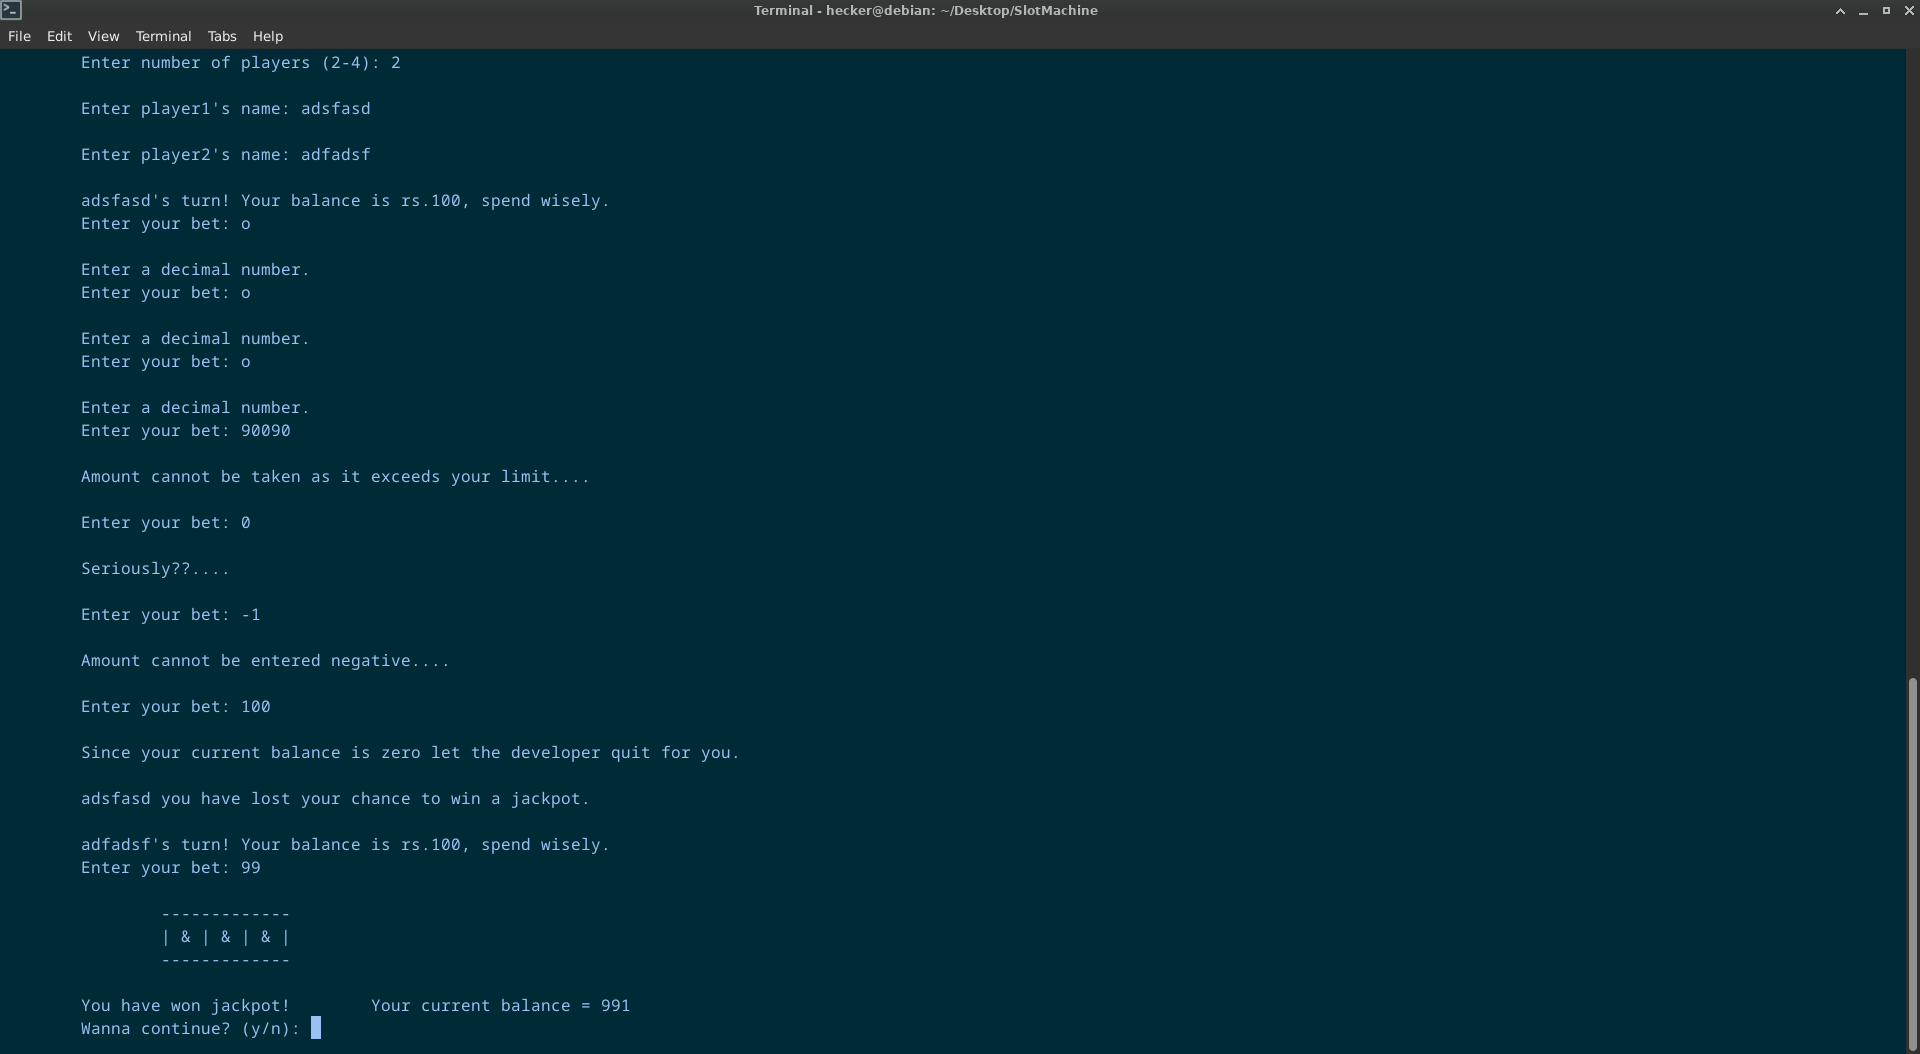 Terminal - hecker@debian: ~/Desktop/SlotMachine
File Edit View Terminal Tabs Help
Enter number of players (2-4): 2
Enter player1's name: adsfasd
Enter player2's name: adfadsf
adsfasd's turn! Your balance is rs.100, spend wisely.
Enter your bet: o
Enter a decimal number.
Enter your bet: o
Enter a decimal number.
Enter your bet: o
Enter a decimal number.
Enter your bet: 90090
Amount cannot be taken as it exceeds your limit....
Enter your bet: 0
Seriously??....
Enter your bet: -1
Amount cannot be entered negative....
Enter your bet: 100
Since your current balance is zero let the developer quit for you.
adsfasd you have lost your chance to win a jackpot.
adfadsf's turn! Your balance is rs.100, spend wisely.
Enter your bet: 99
-------------
| & | & | & |
-------------
You have won jackpot! Your current balance = 991
Wanna continue? (y/n):